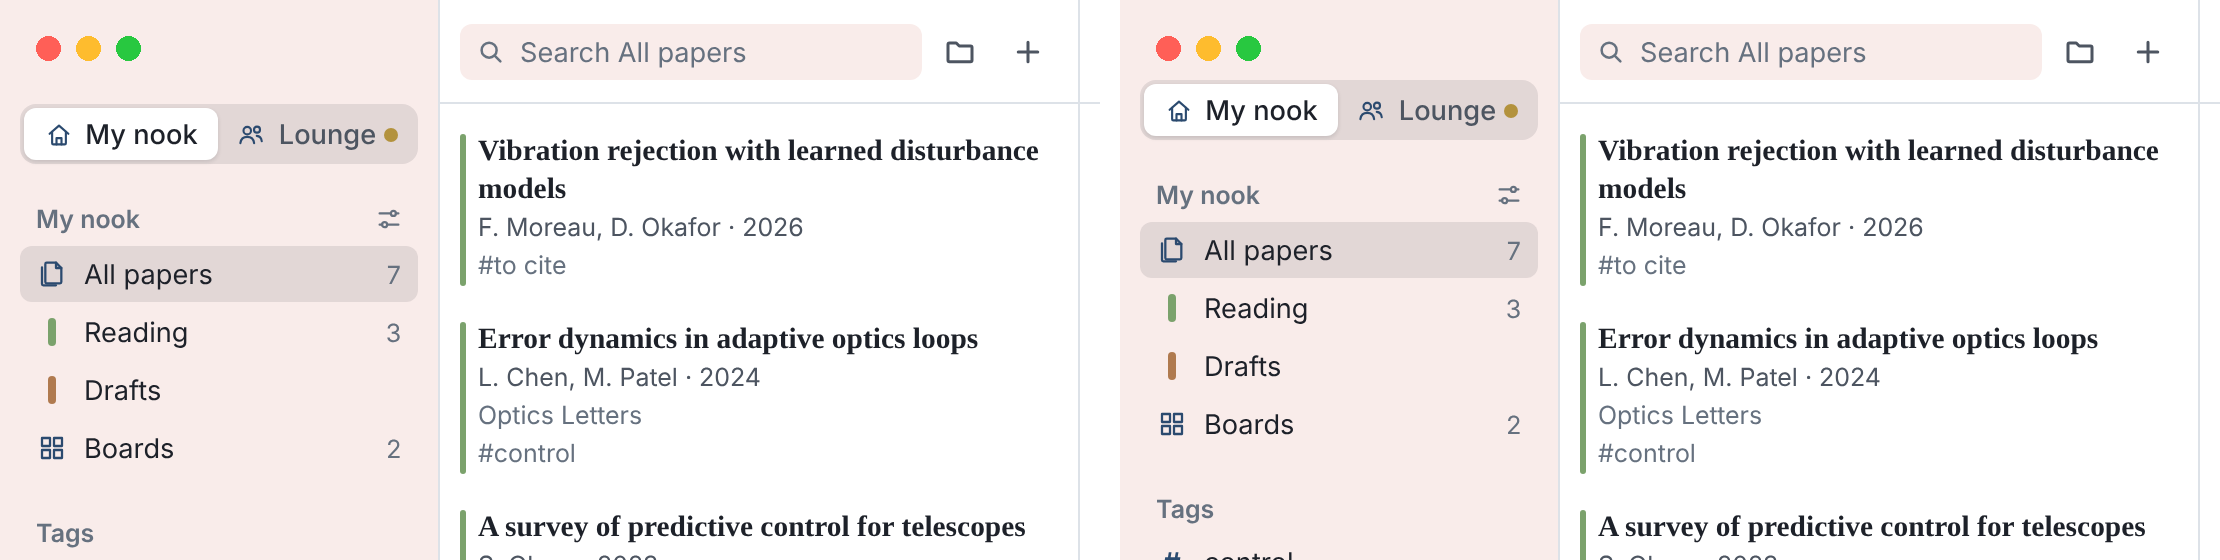 Search All papers
My nook
Lounge
My nook
All papers 7
Reading 3
Drafts
Boards 2
Tags
Vibration rejection with learned disturbance
models
F. Moreau, D. Okafor · 2026
#to cite
Error dynamics in adaptive optics loops
L. Chen, M. Patel · 2024
Optics Letters
#control
A survey of predictive control for telescopes
Search All papers
My nook
Lounge
My nook
All papers 7
Reading 3
Drafts
Boards 2
Tags
# control
Vibration rejection with learned disturbance
models
F. Moreau, D. Okafor · 2026
#to cite
Error dynamics in adaptive optics loops
L. Chen, M. Patel · 2024
Optics Letters
#control
A survey of predictive control for telescopes